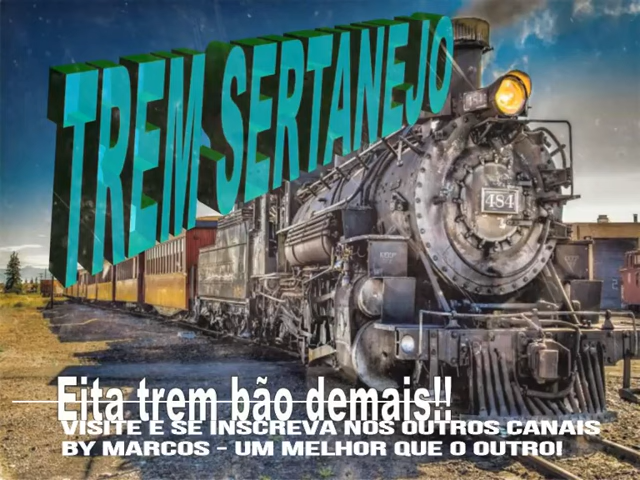 TREM SERTANEJO
484
484
Eita trem bão demais!!
VISITE E SE INSCREVA NOS OUTROS CANAIS
BY MARCOS - UM MELHOR QUE O OUTRO!